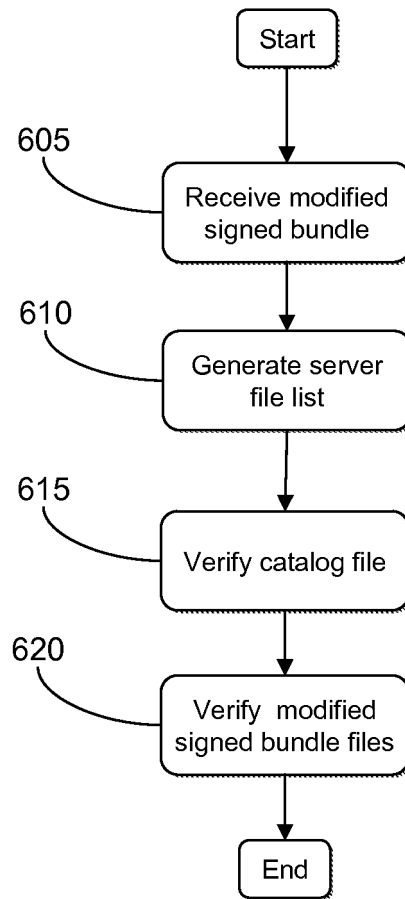 Start
605
Receive modified
signed bundle
610
Generate server
file list
615
Verify catalog file
620
Verify modified
signed bundle files
End